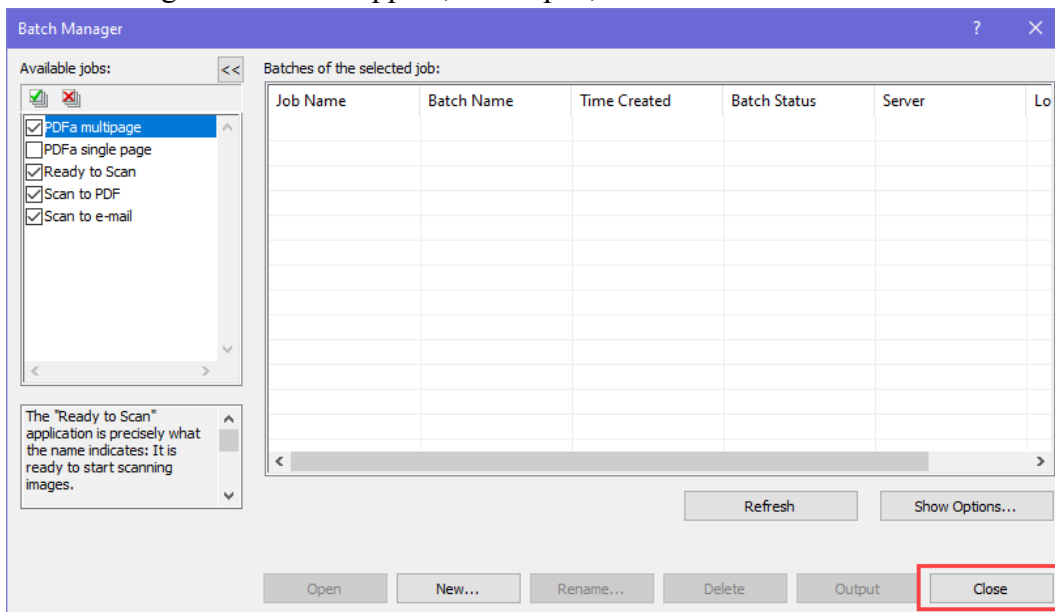 Batch Manager
?
Available jobs:
<<
Batches of the selected job:
Job Name Batch Name Time Created Batch Status Server Lo
PDFa multipage
PDFa single page
Ready to Scan
Scan to PDF
Scan to e-mail
The "Ready to Scan"
application is precisely what
the name indicates: It is
ready to start scanning
images.
Refresh Show Options...
Open New... Rename... Delete Output Close